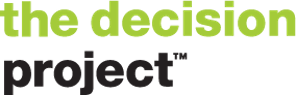 the decision
project™